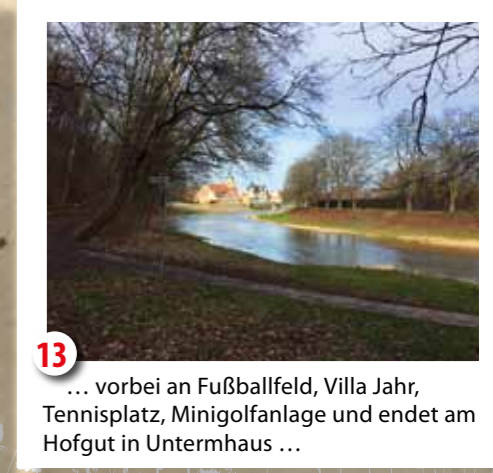 13
… vorbei an Fußballfeld, Villa Jahr,
Tennisplatz, Minigolfanlage und endet am
Hofgut in Untermhaus …